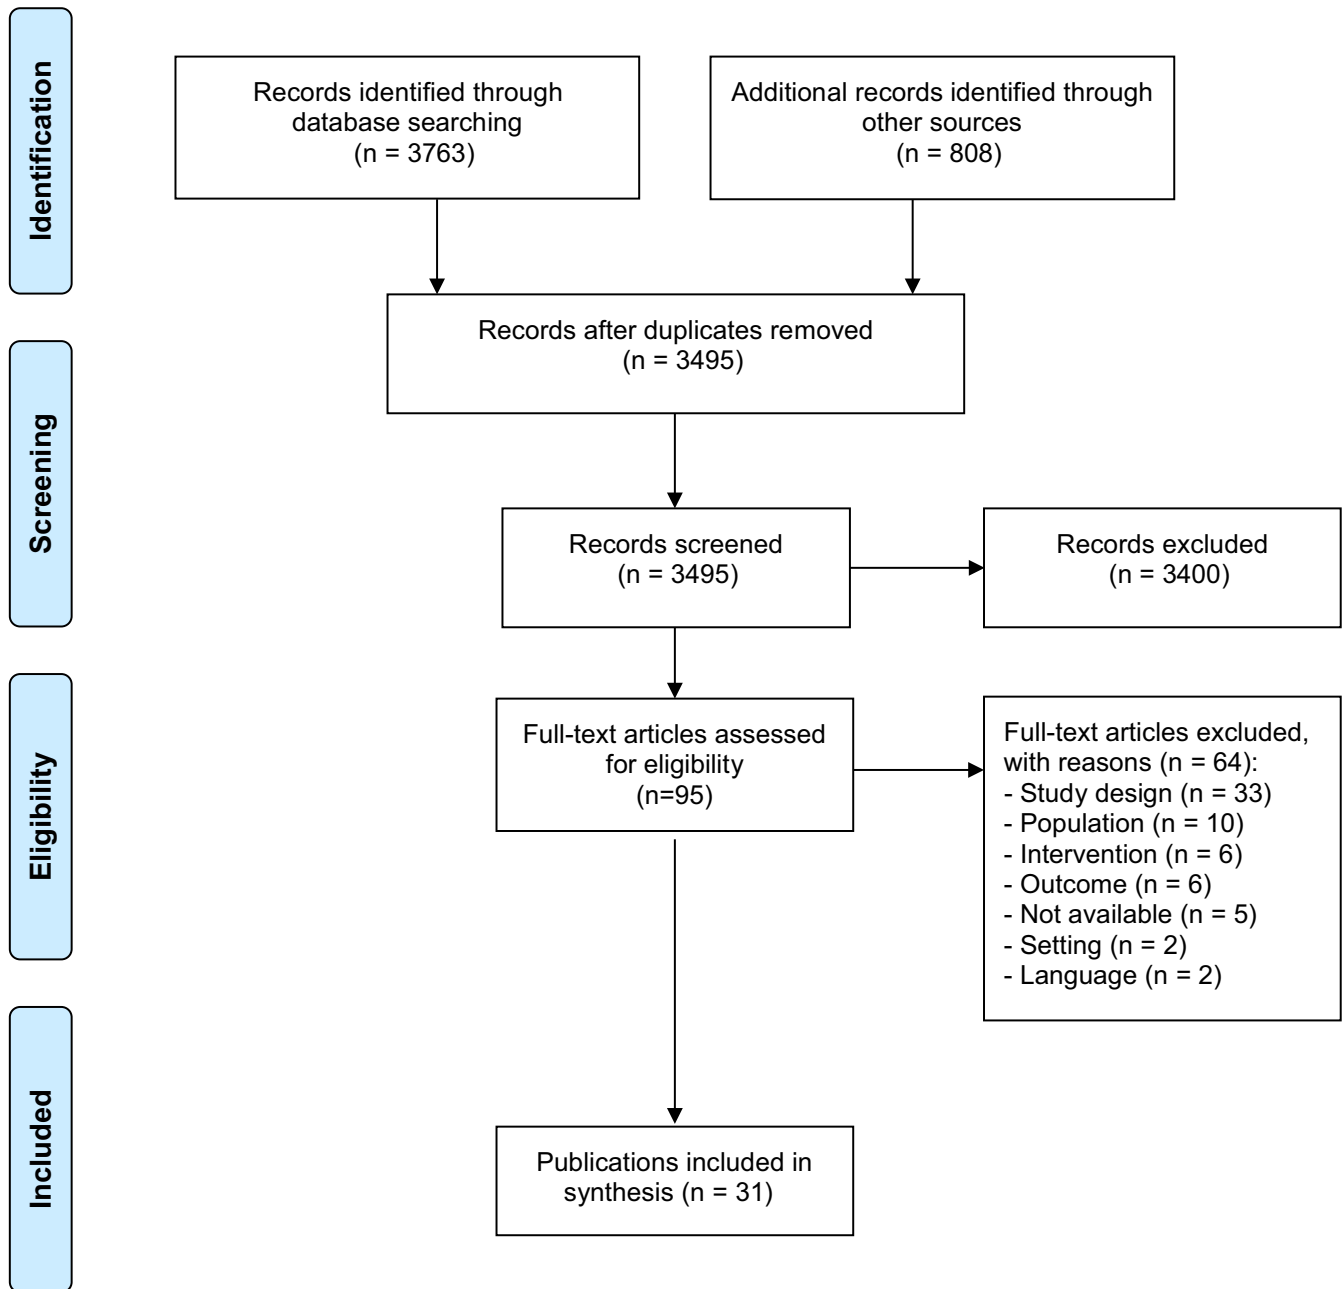 Identification
Records identified through
database searching
(n = 3763)
Additional records identified through
other sources
(n = 808)
Records after duplicates removed
(n = 3495)
Screening
Records screened
(n = 3495)
Records excluded
(n = 3400)
Eligibility
Full-text articles assessed
for eligibility
(n=95)
Full-text articles excluded,
with reasons (n = 64):
- Study design (n = 33)
- Population (n = 10)
- Intervention (n = 6)
- Outcome (n = 6)
- Not available (n = 5)
- Setting (n = 2)
- Language (n = 2)
Included
Publications included in
synthesis (n = 31)